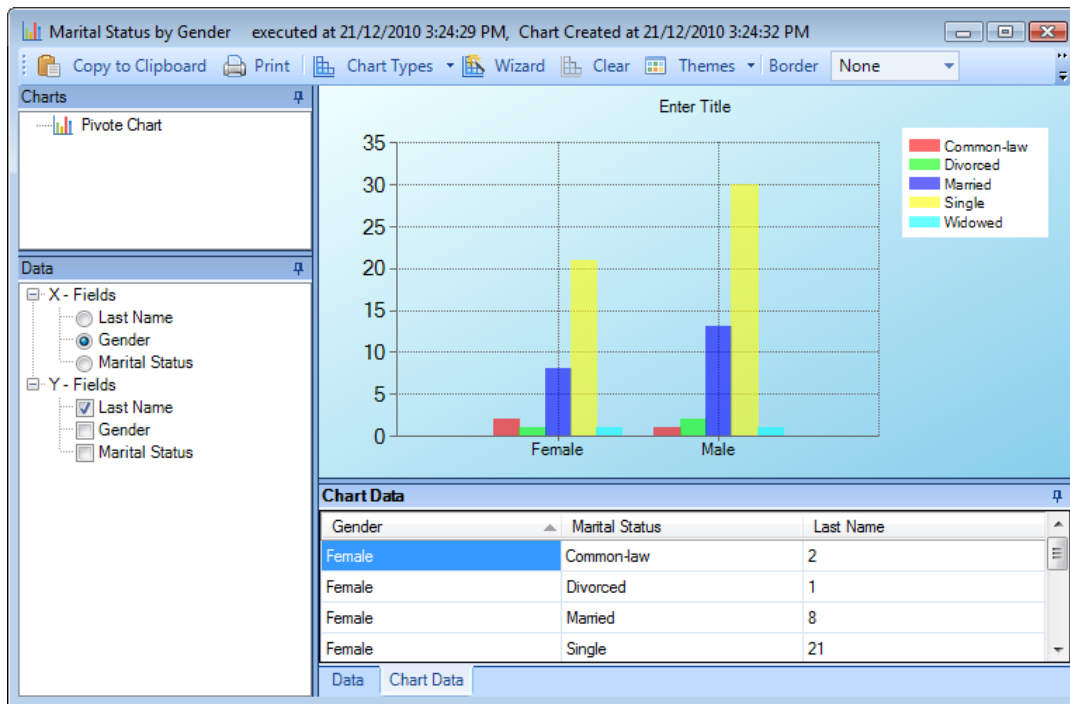 Marital Status by Gender executed at 21/12/2010 3:24:29 PM, Chart Created at 21/12/2010 3:24:32 PM
Copy to Clipboard Print Chart Types Wizard Clear Themes Border None
Charts
Pivote Chart
Data
X - Fields
Last Name
Gender
Marital Status
Y - Fields
Last Name
Gender
Marital Status
Enter Title
35
30
25
20
15
10
5
0
Female Male
Common-law
Divorced
Married
Single
Widowed
Chart Data
Gender Marital Status Last Name
Female Common-law 2
Female Divorced 1
Female Married 8
Female Single 21
Data Chart Data